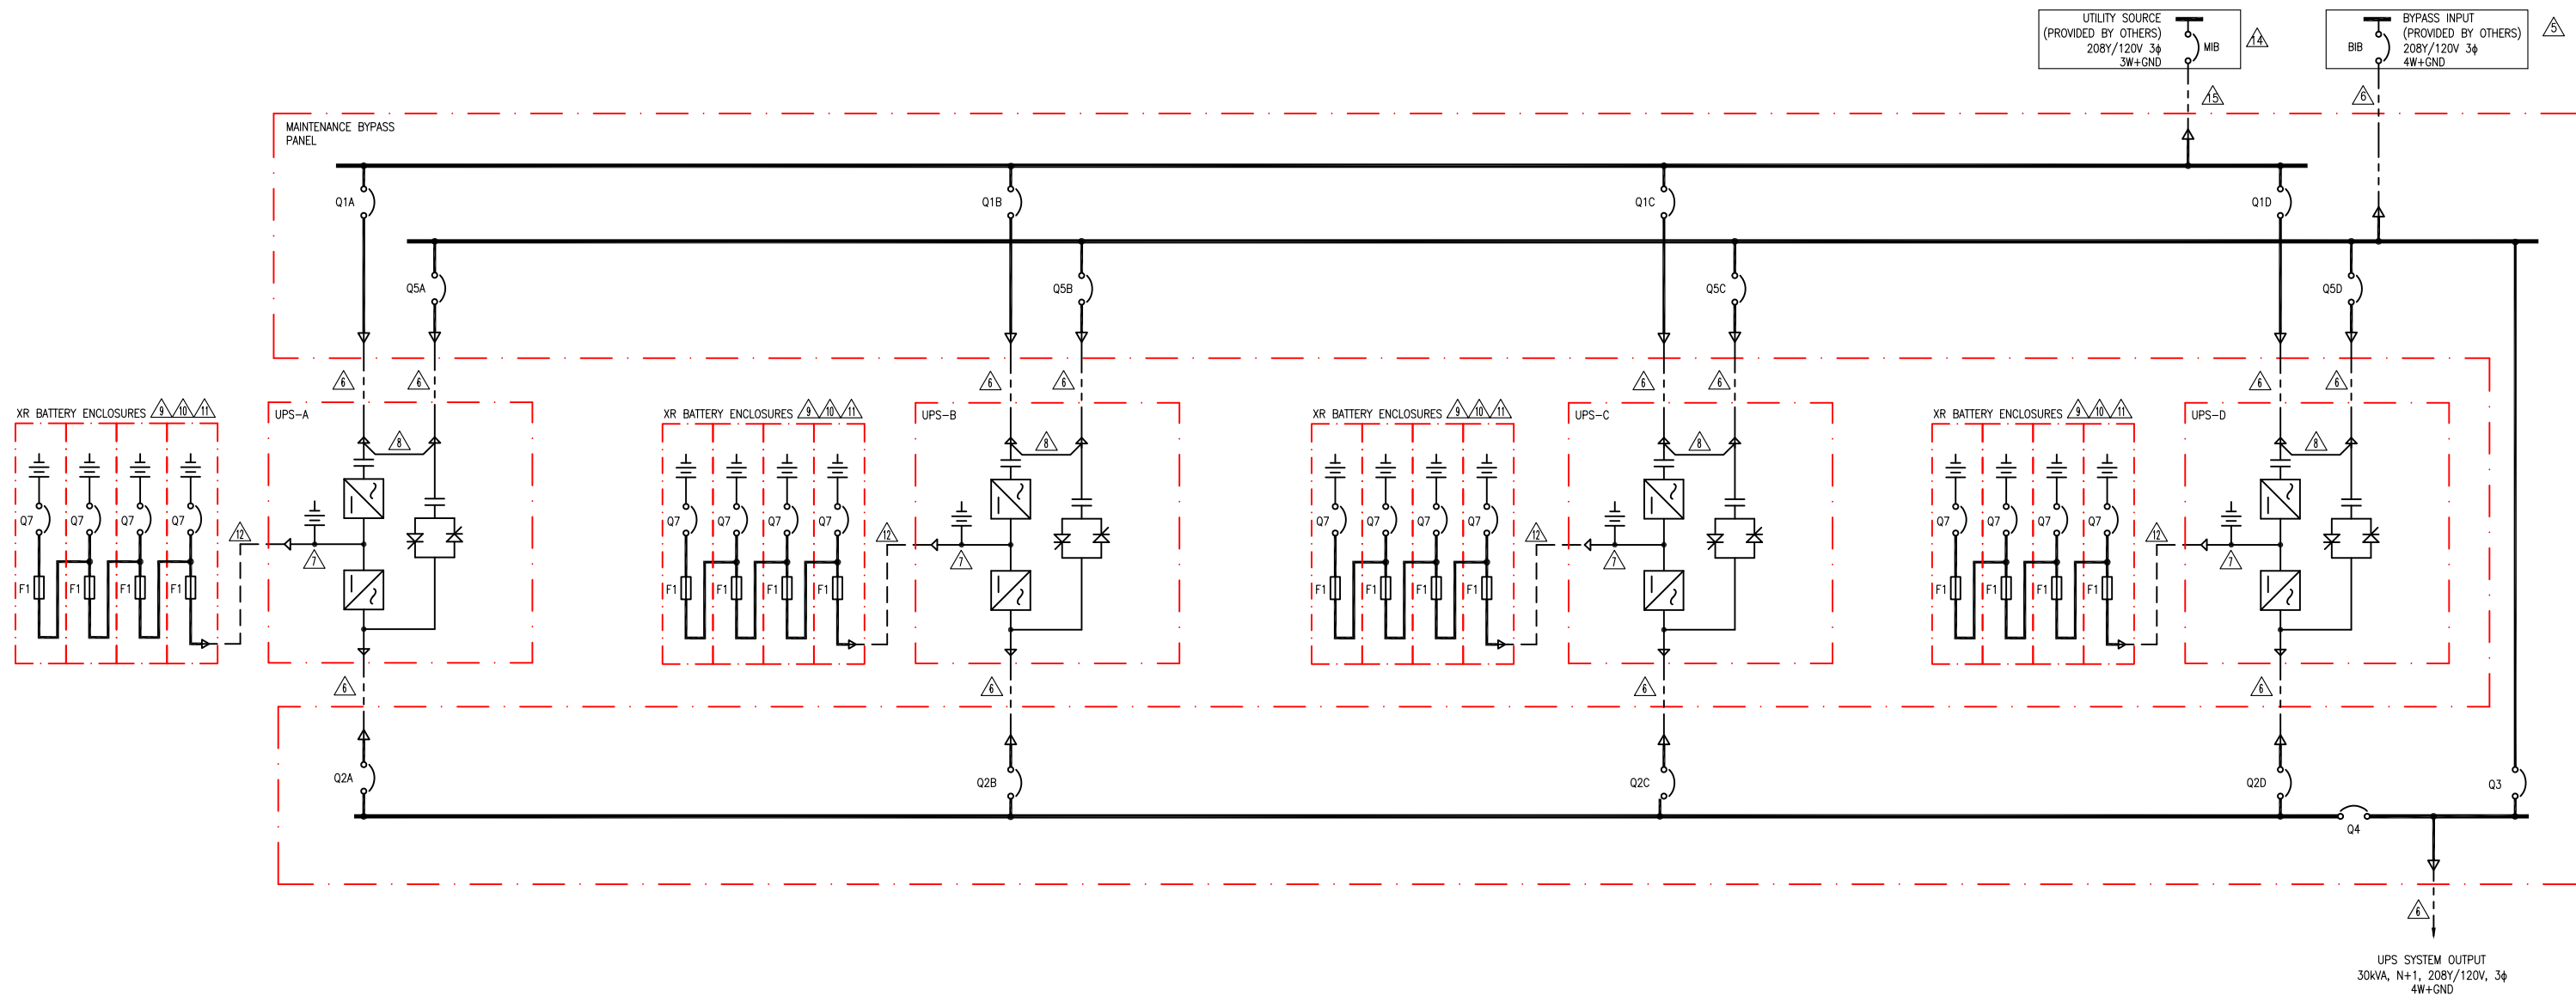 UTILITY SOURCE
(PROVIDED BY OTHERS)
208Y/120V 3ϕ
3W+GND
MIB
14
BIB
BYPASS INPUT
(PROVIDED BY OTHERS)
208Y/120V 3ϕ
4W+GND
5
15
6
MAINTENANCE BYPASS
PANEL
Q1A
Q1B
Q1C
Q1D
Q5A
Q5B
Q5C
Q5D
6
6
6
6
6
6
6
6
XR BATTERY ENCLOSURES 9 10 11
UPS-A
8
Q7
Q7
Q7
Q7
12
7
F1
F1
F1
F1
XR BATTERY ENCLOSURES 9 10 11
UPS-B
8
Q7
Q7
Q7
Q7
12
7
F1
F1
F1
F1
XR BATTERY ENCLOSURES 9 10 11
UPS-C
8
Q7
Q7
Q7
Q7
12
7
F1
F1
F1
F1
XR BATTERY ENCLOSURES 9 10 11
UPS-D
8
Q7
Q7
Q7
Q7
12
7
F1
F1
F1
F1
6
6
6
6
Q2A
Q2B
Q2C
Q2D
Q3
Q4
6
UPS SYSTEM OUTPUT
30kVA, N+1, 208Y/120V, 3ϕ
4W+GND